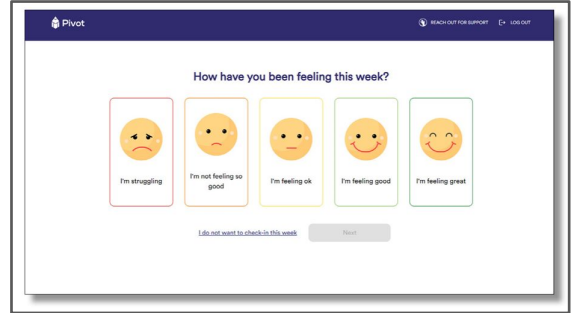 Pivot
REACH OUT FOR SUPPORT
LOG OUT
How have you been feeling this week?
I'm struggling
I'm not feeling so
good
I'm feeling ok
I'm feeling good
I'm feeling great
I do not want to check-in this week
Next